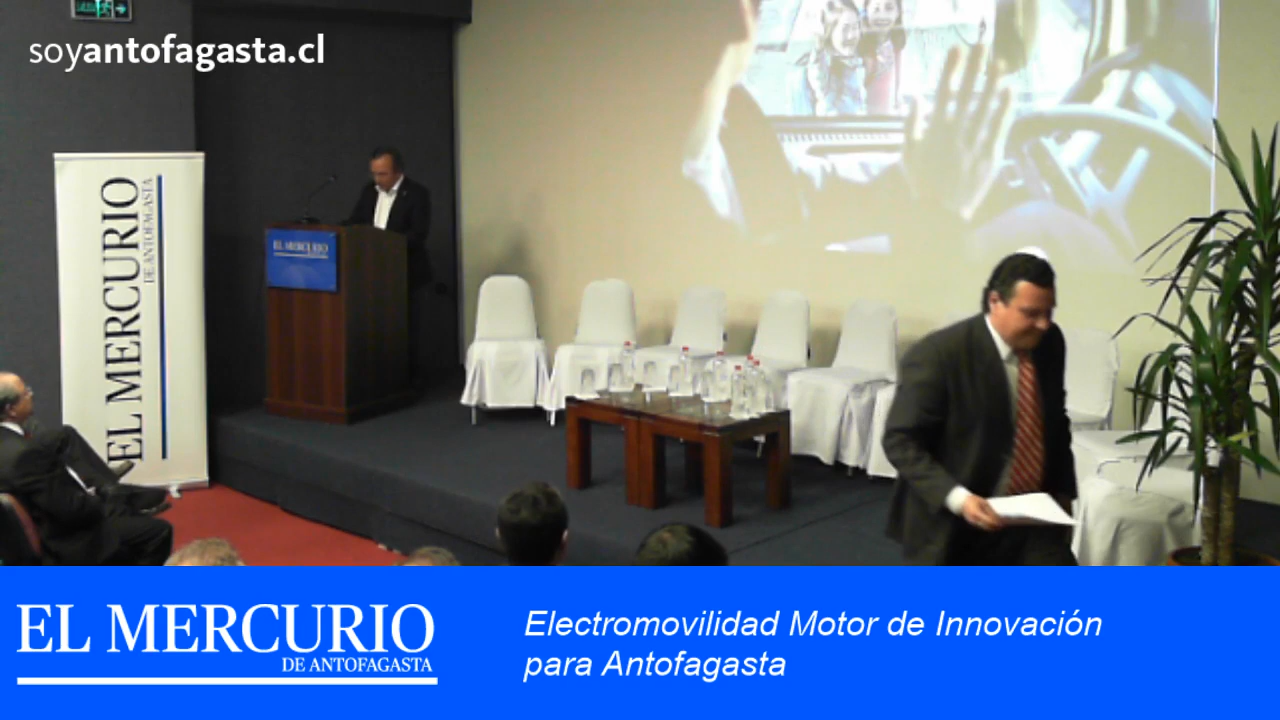 soyantofagasta.cl
EL MERCURIO
DE ANTOFAGASTA
EL MERCURIO
EL MERCURIO
DE ANTOFAGASTA
Electromovilidad Motor de Innovación
para Antofagasta